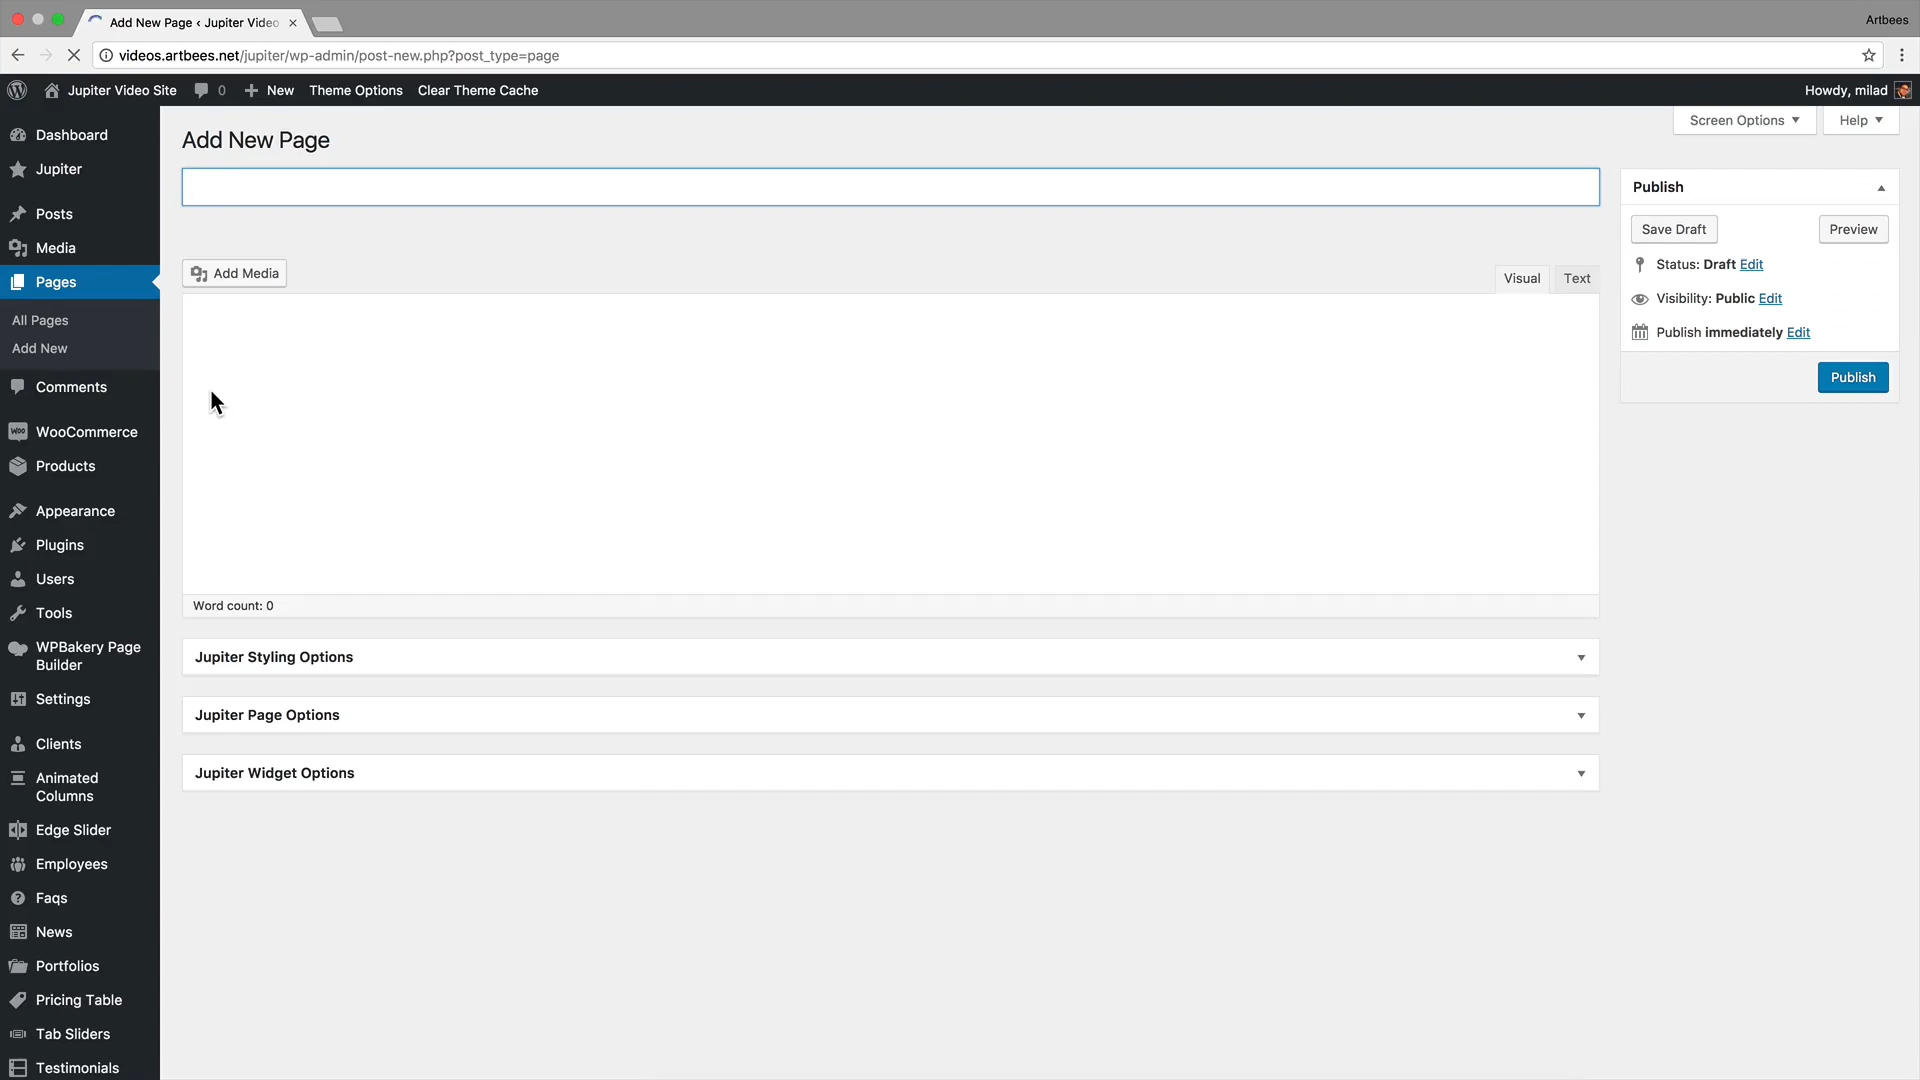 Add New Page ‹ Jupiter Video
Artbees
videos.artbees.net/jupiter/wp-admin/post-new.php?post_type=page
Jupiter Video Site
0
New
Theme Options
Clear Theme Cache
Howdy, milad
Screen Options
Help
Dashboard
Jupiter
Posts
Media
Pages
All Pages
Add New
Comments
WooCommerce
Products
Appearance
Plugins
Users
Tools
WPBakery Page
Builder
Settings
Clients
Animated
Columns
Edge Slider
Employees
Faqs
News
Portfolios
Pricing Table
Tab Sliders
Testimonials
Add New Page
Add Media
Visual
Text
Word count: 0
Jupiter Styling Options
Jupiter Page Options
Jupiter Widget Options
Publish
Save Draft
Preview
Status: Draft Edit
Visibility: Public Edit
Publish immediately Edit
Publish